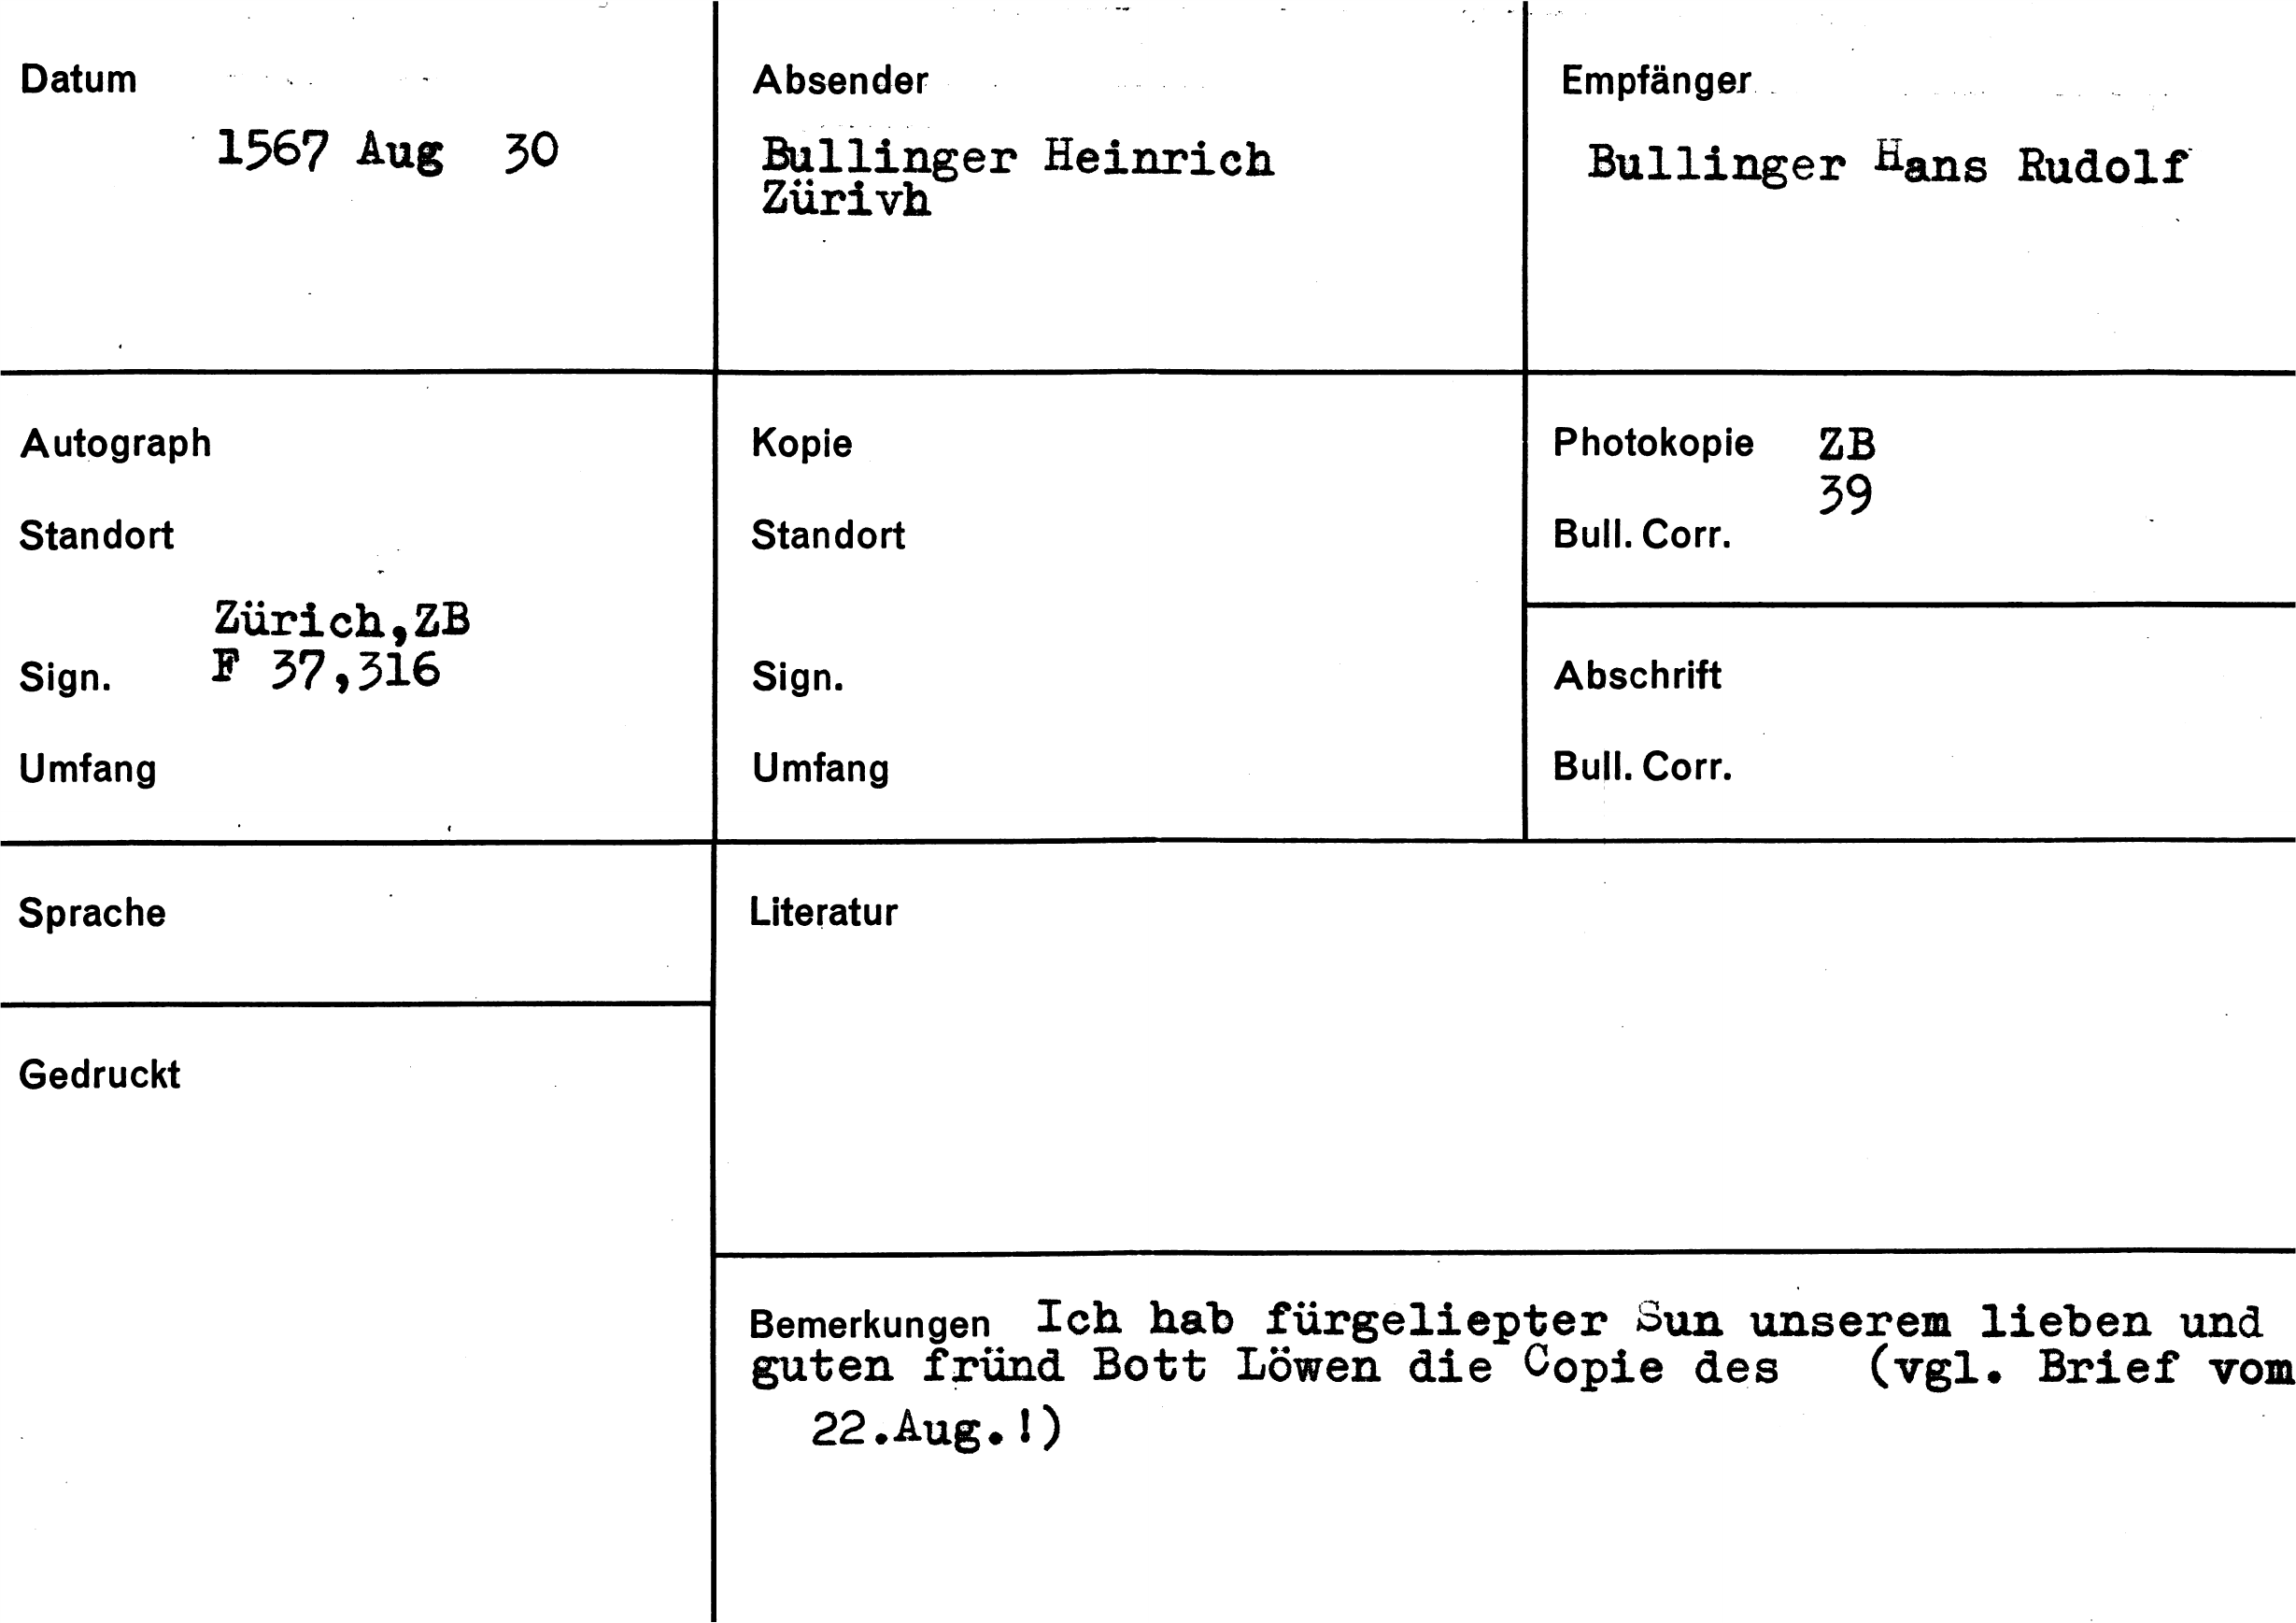 Datum
1567 Aug 30
Absender
Bullinger Heinrich
Zürivh
Empfänger
Bullinger Hans Rudolf
Autograph
Standort
Zürich,ZB
Sign. F 37,316
Umfang
Kopie
Standort
Sign.
Umfang
Photokopie ZB
39
Bull. Corr.
Abschrift
Bull. Corr.
Sprache
Literatur
Gedruckt
Bemerkungen Ich hab fürgeliepter Sun unserem lieben und
guten fründ Bott Löwen die Copie des (vgl. Brief vom
22.Aug.!)